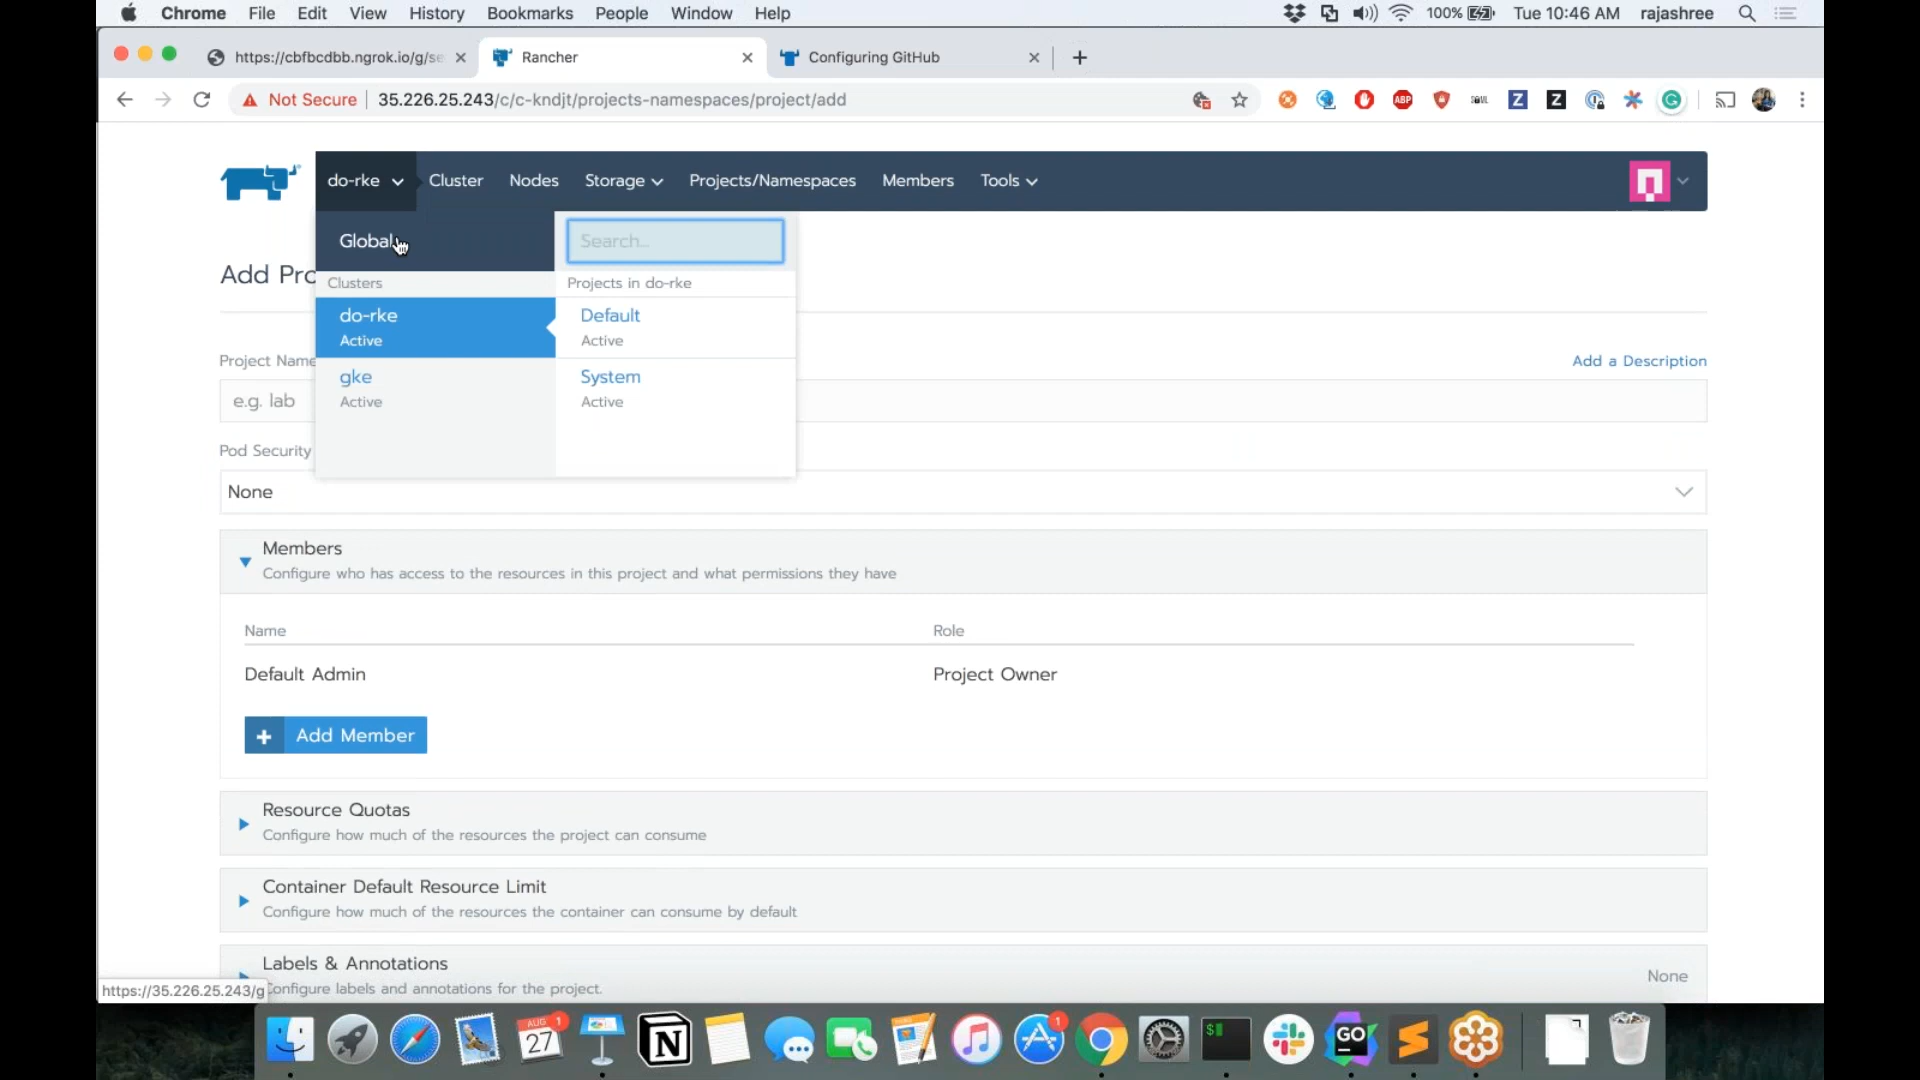 Chrome File Edit View History Bookmarks People Window Help 100% Tue 10:46 AM rajashree
https://cbfbcdbb.ngrok.io/g/se Rancher Configuring GitHub
Not Secure 35.226.25.243/c/c-kndjt/projects-namespaces/project/add ABP Z Z
do-rke Cluster Nodes Storage Projects/Namespaces Members Tools
Global Search...
Add Pro
Clusters Projects in do-rke
do-rke Default
Active Active
Project Name Add a Description
gke System
e.g. lab Active Active
Pod Security
None
Members
Configure who has access to the resources in this project and what permissions they have
Name Role
Default Admin Project Owner
+ Add Member
Resource Quotas
Configure how much of the resources the project can consume
Container Default Resource Limit
Configure how much of the resources the container can consume by default
Labels & Annotations
None
https://35.226.25.243/g Configure labels and annotations for the project.
AUG 1 27 N 1 $ GO